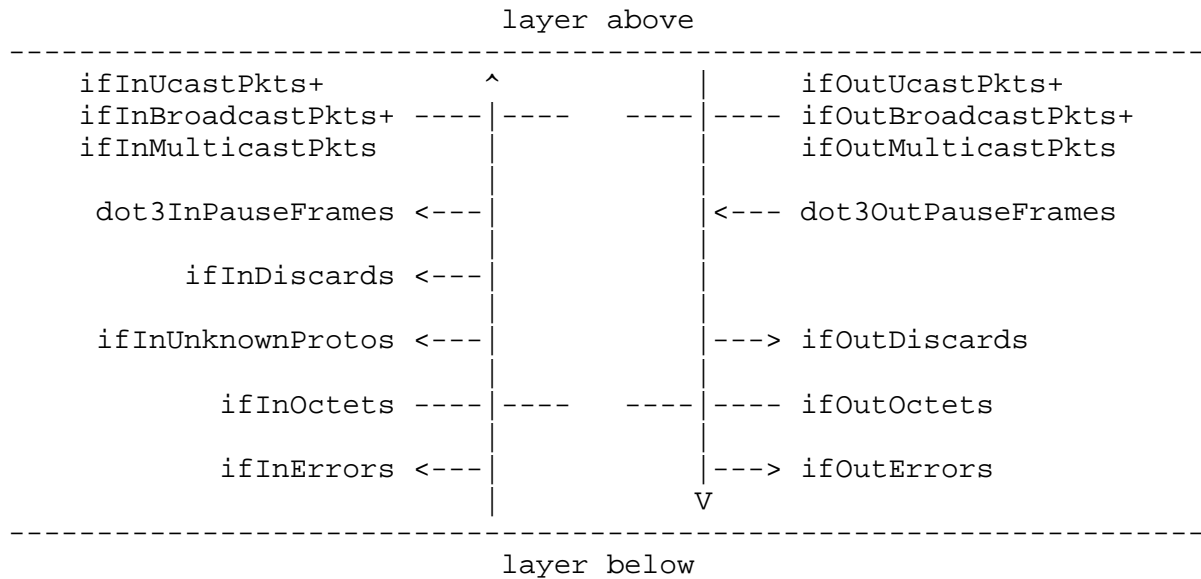 layer above
ifInUcastPkts+ ifOutUcastPkts+
ifInBroadcastPkts+ ifOutBroadcastPkts+
ifInMulticastPkts ifOutMulticastPkts
dot3InPauseFrames dot3OutPauseFrames
ifInDiscards
ifInUnknownProtos ifOutDiscards
ifInOctets ifOutOctets
ifInErrors ifOutErrors
layer below